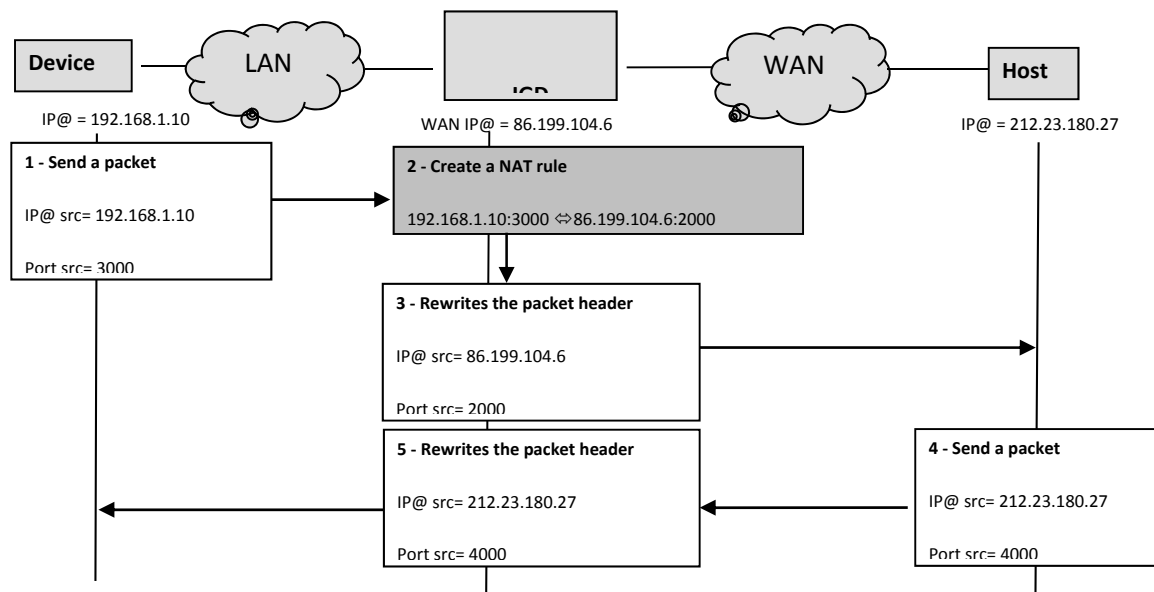 Device
LAN
IGD
WAN
Host
IP@ = 192.168.1.10
WAN IP@ = 86.199.104.6
IP@ = 212.23.180.27
1 - Send a packet
IP@ src= 192.168.1.10
Port src= 3000
2 - Create a NAT rule
192.168.1.10:3000 ⬄86.199.104.6:2000
3 - Rewrites the packet header
IP@ src= 86.199.104.6
Port src= 2000
5 - Rewrites the packet header
IP@ src= 212.23.180.27
Port src= 4000
4 - Send a packet
IP@ src= 212.23.180.27
Port src= 4000